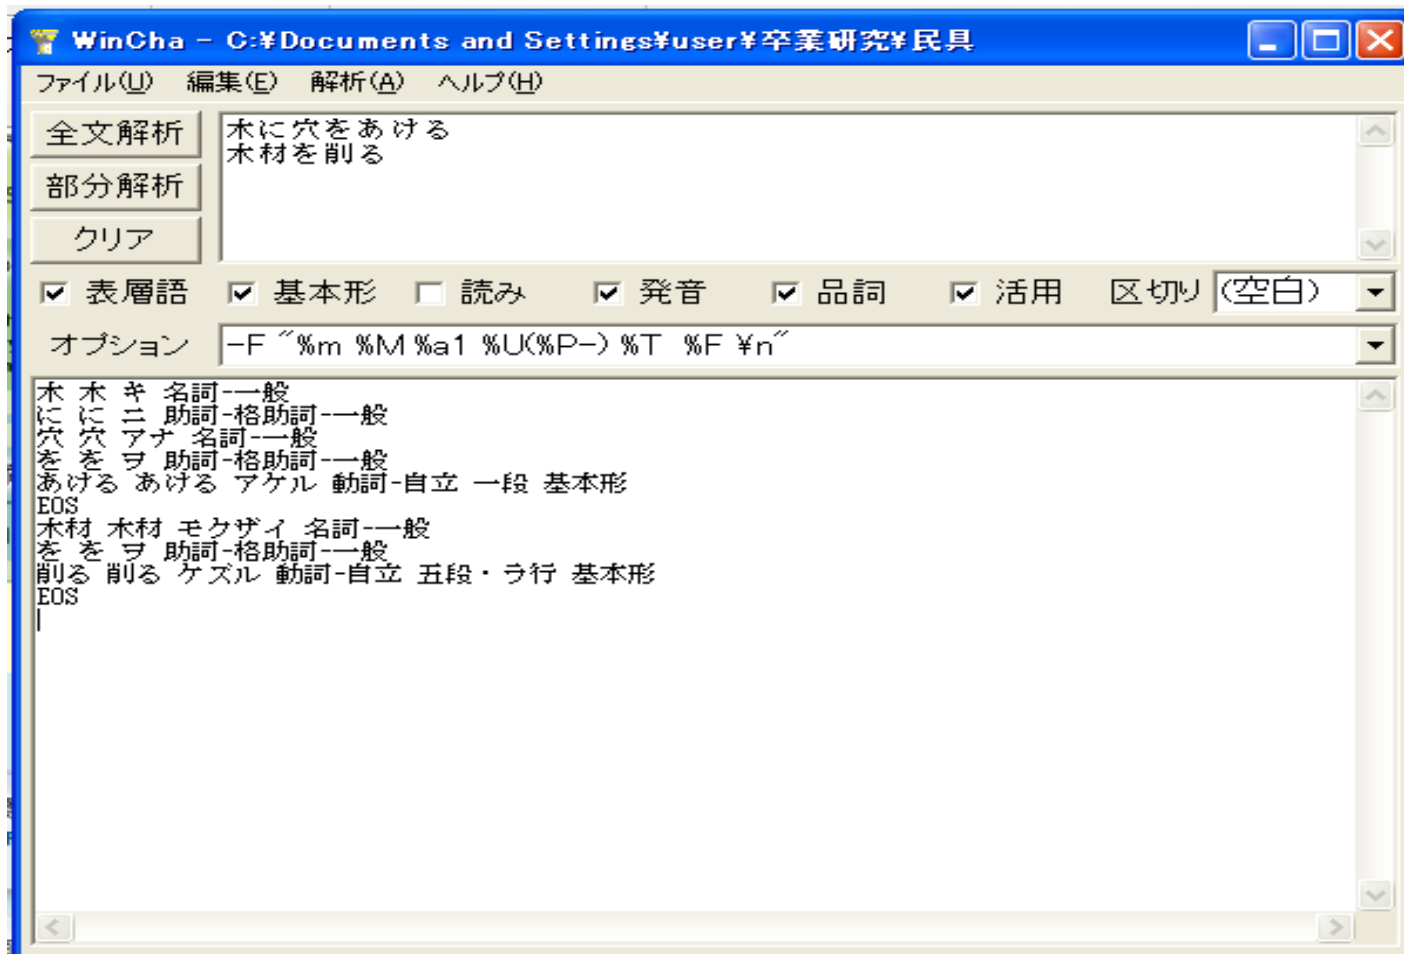 WinCha - C:¥Documents and Settings¥user¥卒業研究¥民具
ファイル(U) 編集(E) 解析(A) ヘルプ(H)
全文解析
部分解析
クリア
木に穴をあける
木材を削る
表層語 基本形 読み 発音 品詞 活用 区切り (空白)
オプション -F ~%m %M %a1 %U(%P-) %T %F ¥n~
木 木 キ 名詞-一般
に に ニ 助詞-格助詞-一般
穴 穴 アナ 名詞-一般
を を ヲ 助詞-格助詞-一般
あける あける アケル 動詞-自立 一段 基本形
EOS
木材 木材 モクザイ 名詞-一般
を を ヲ 助詞-格助詞-一般
削る 削る ケズル 動詞-自立 五段・ラ行 基本形
EOS